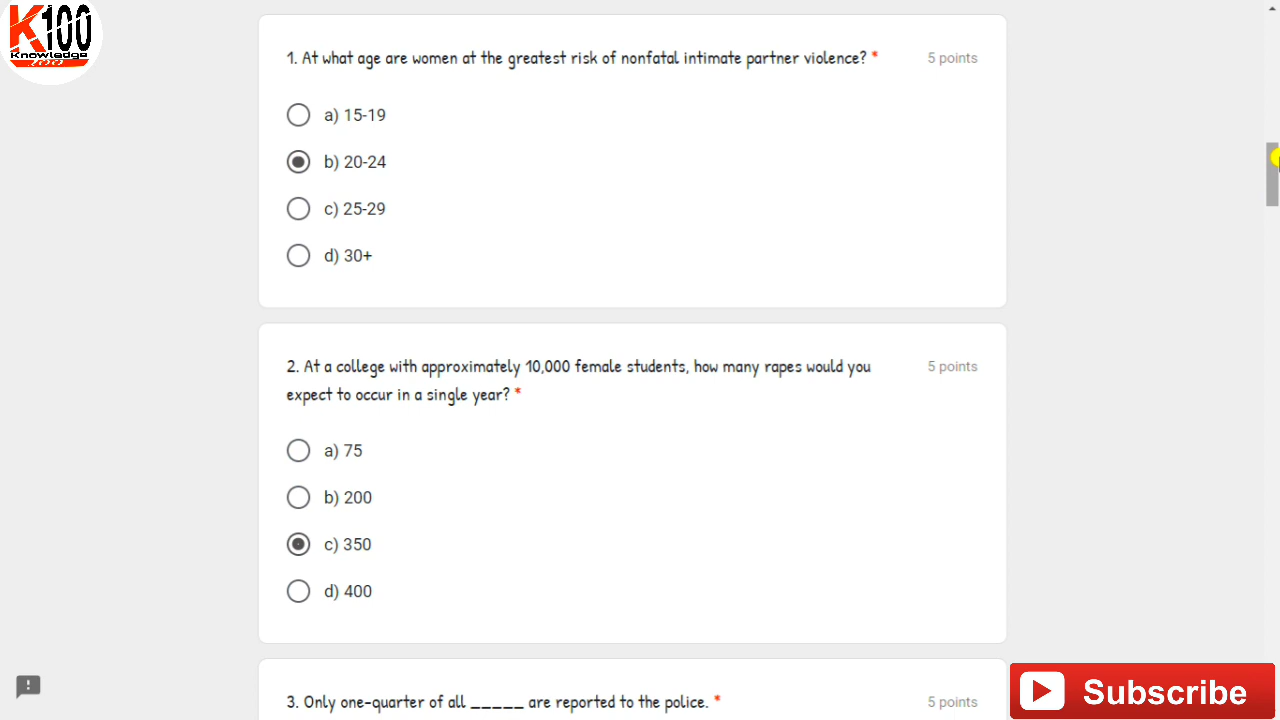 K100
Knowledge
100
1. At what age are women at the greatest risk of nonfatal intimate partner violence? *
5 points
a) 15-19
b) 20-24
c) 25-29
d) 30+
2. At a college with approximately 10,000 female students, how many rapes would you
expect to occur in a single year? *
5 points
a) 75
b) 200
c) 350
d) 400
3. Only one-quarter of all _____ are reported to the police. *
5 points
Subscribe